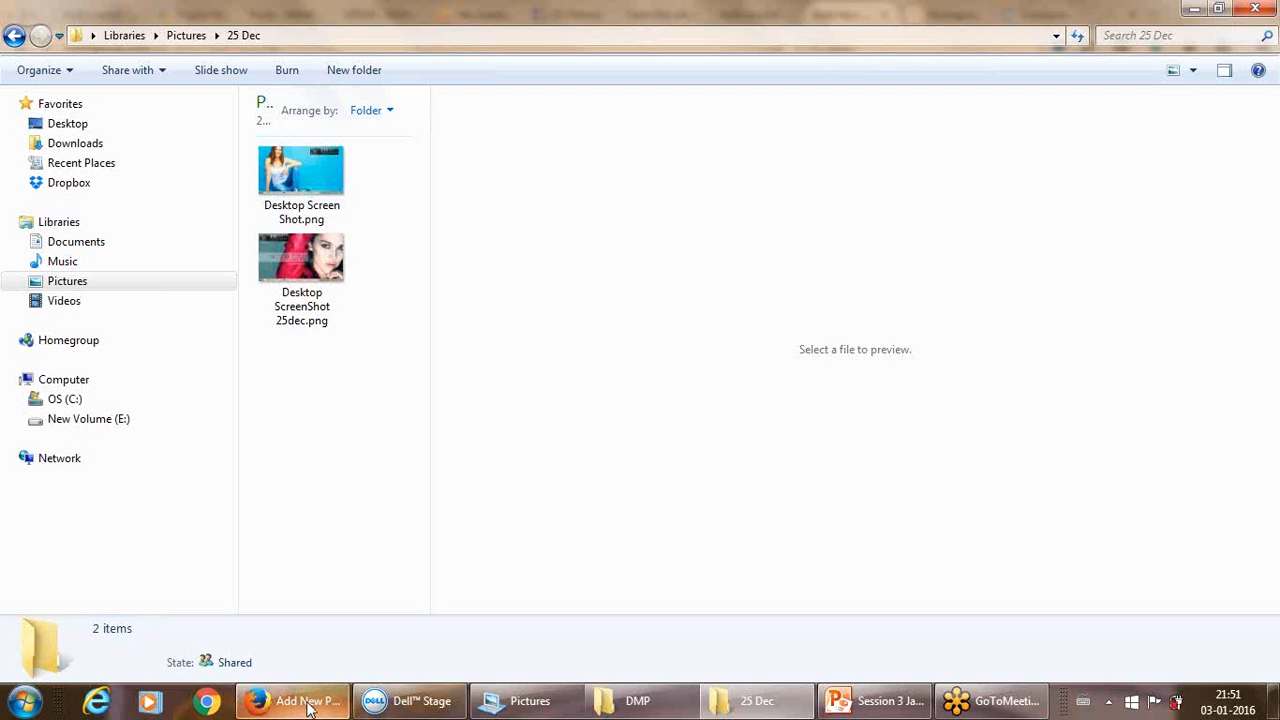 Libraries Pictures 25 Dec
Search 25 Dec
Organize Share with Slide show Burn New folder
Favorites
Desktop
Downloads
Recent Places
Dropbox
Libraries
Documents
Music
Pictures
Videos
Homegroup
Computer
OS (C:)
New Volume (E:)
Network
P..
2...
Arrange by: Folder
Desktop Screen
Shot.png
Desktop
ScreenShot
25dec.png
Select a file to preview.
2 items
State: Shared
Add New P... Dell™ Stage Pictures DMP 25 Dec Session 3 Ja... GoToMeeti...
21:51
03-01-2016